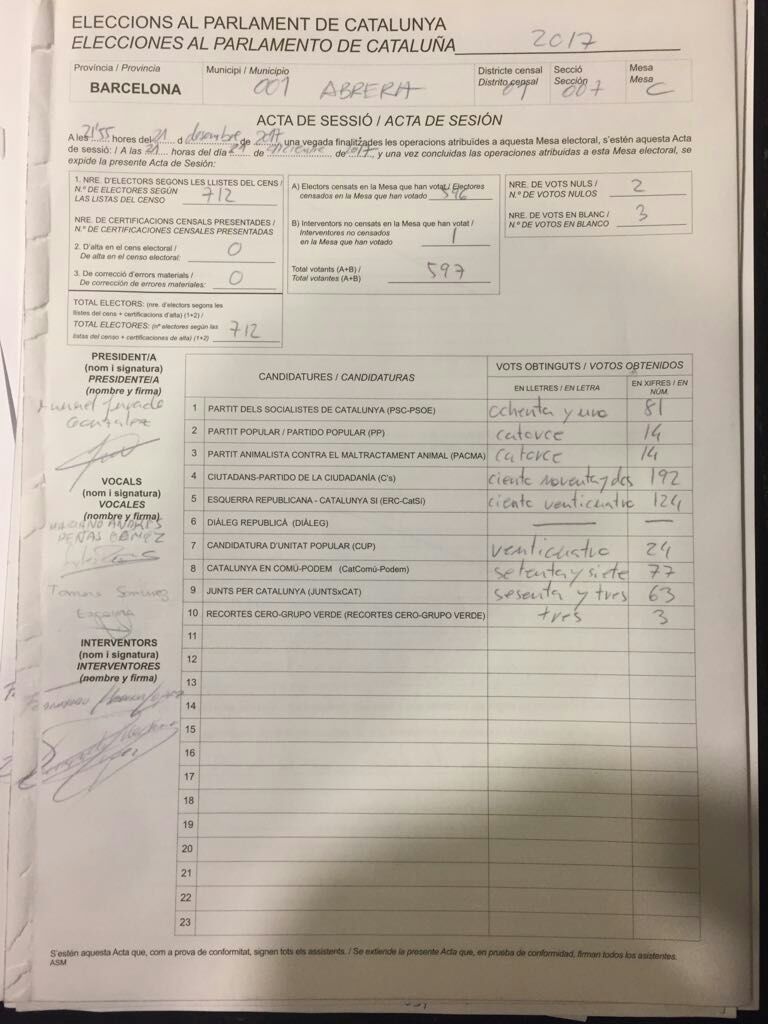 ELECCIONS AL PARLAMENT DE CATALUNYA
ELECCIONES AL PARLAMENTO DE CATALUÑA 2017
Província / Provincia
BARCELONA
Municipi / Municipio
001 ABRERA
Districte censal
Distrito censal
01
Secció
Sección
007
Mesa
Mesa
C
ACTA DE SESSIÓ / ACTA DE SESIÓN
A les 21'55 hores del 21 d desembre de 2017 una vegada finalitzades les operacions atribuïdes a aquesta Mesa electoral, s'estén aquesta Acta
de sessió: / A las 21 horas del día 21 de diciembre de 2017 y una vez concluidas las operaciones atribuidas a esta Mesa electoral, se
expide la presente Acta de Sesión:
1. NRE. D'ELECTORS SEGONS LES LLISTES DEL CENS /
N.º DE ELECTORES SEGÚN
LAS LISTAS DEL CENSO 712
NRE. DE CERTIFICACIONS CENSALS PRESENTADES /
N.º DE CERTIFICACIONES CENSALES PRESENTADAS
2. D'alta en el cens electoral /
De alta en el censo electoral: 0
3. De correcció d'errors materials /
De corrección de errores materiales: 0
TOTAL ELECTORS: (nre. d'electors segons les
llistes del cens + certificacions d'alta) (1+2) /
TOTAL ELECTORES: (nº electores según las
listas del censo + certificaciones de alta) (1+2) 712
A) Electors censats en la Mesa que han votat / Electores
censados en la Mesa que han votado 596
B) Interventors no censats en la Mesa que han votat /
Interventores no censados
en la Mesa que han votado 1
Total votants (A+B) /
Total votantes (A+B) 597
NRE. DE VOTS NULS /
N.º DE VOTOS NULOS 2
NRE. DE VOTS EN BLANC /
N.º DE VOTOS EN BLANCO 3
PRESIDENT/A
(nom i signatura)
PRESIDENTE/A
(nombre y firma)
Gonzalez
VOCALS
(nom i signatura)
VOCALES
(nombre y firma)
MARIANO ANDRES
PEÑAS
INTERVENTORS
(nom i signatura)
INTERVENTORES
(nombre y firma)
CANDIDATURES / CANDIDATURAS
VOTS OBTINGUTS / VOTOS OBTENIDOS
EN LLETRES / EN LETRA
EN XIFRES / EN NÚM.
1 PARTIT DELS SOCIALISTES DE CATALUNYA (PSC-PSOE) ochenta y uno 81
2 PARTIT POPULAR / PARTIDO POPULAR (PP) catorce 14
3 PARTIT ANIMALISTA CONTRA EL MALTRACTAMENT ANIMAL (PACMA) catorce 14
4 CIUTADANS-PARTIDO DE LA CIUDADANÍA (C's) ciento noventa y dos 192
5 ESQUERRA REPUBLICANA - CATALUNYA SÍ (ERC-CatSí) ciento venticuatro 124
6 DIÀLEG REPUBLICÀ (DIÀLEG) — —
7 CANDIDATURA D'UNITAT POPULAR (CUP) venticuatro 24
8 CATALUNYA EN COMÚ-PODEM (CatComú-Podem) setenta y siete 77
9 JUNTS PER CATALUNYA (JUNTSxCAT) sesenta y tres 63
10 RECORTES CERO-GRUPO VERDE (RECORTES CERO-GRUPO VERDE) tres 3
11
12
13
14
15
16
17
18
19
20
21
22
23
S'estén aquesta Acta que, com a prova de conformitat, signen tots els assistents. / Se extiende la presente Acta que, en prueba de conformidad, firman todos los asistentes.
ASM